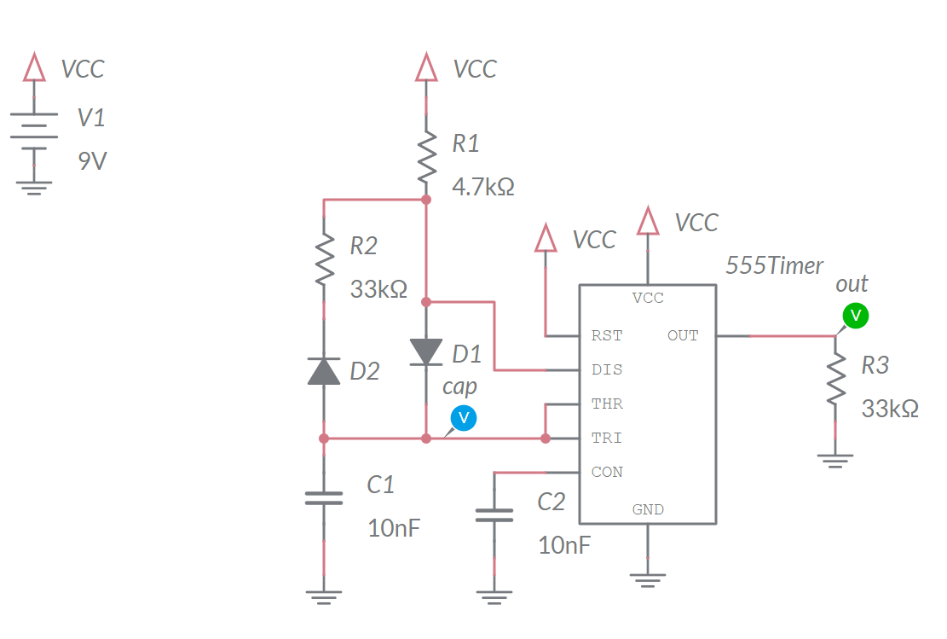 VCC
V1
9V
VCC
R1
4.7kΩ
R2
33kΩ
D2
D1
cap
V
C1
10nF
C2
10nF
VCC
VCC
555Timer
VCC
RST
DIS
THR
TRI
CON
GND
OUT
out
V
R3
33kΩ